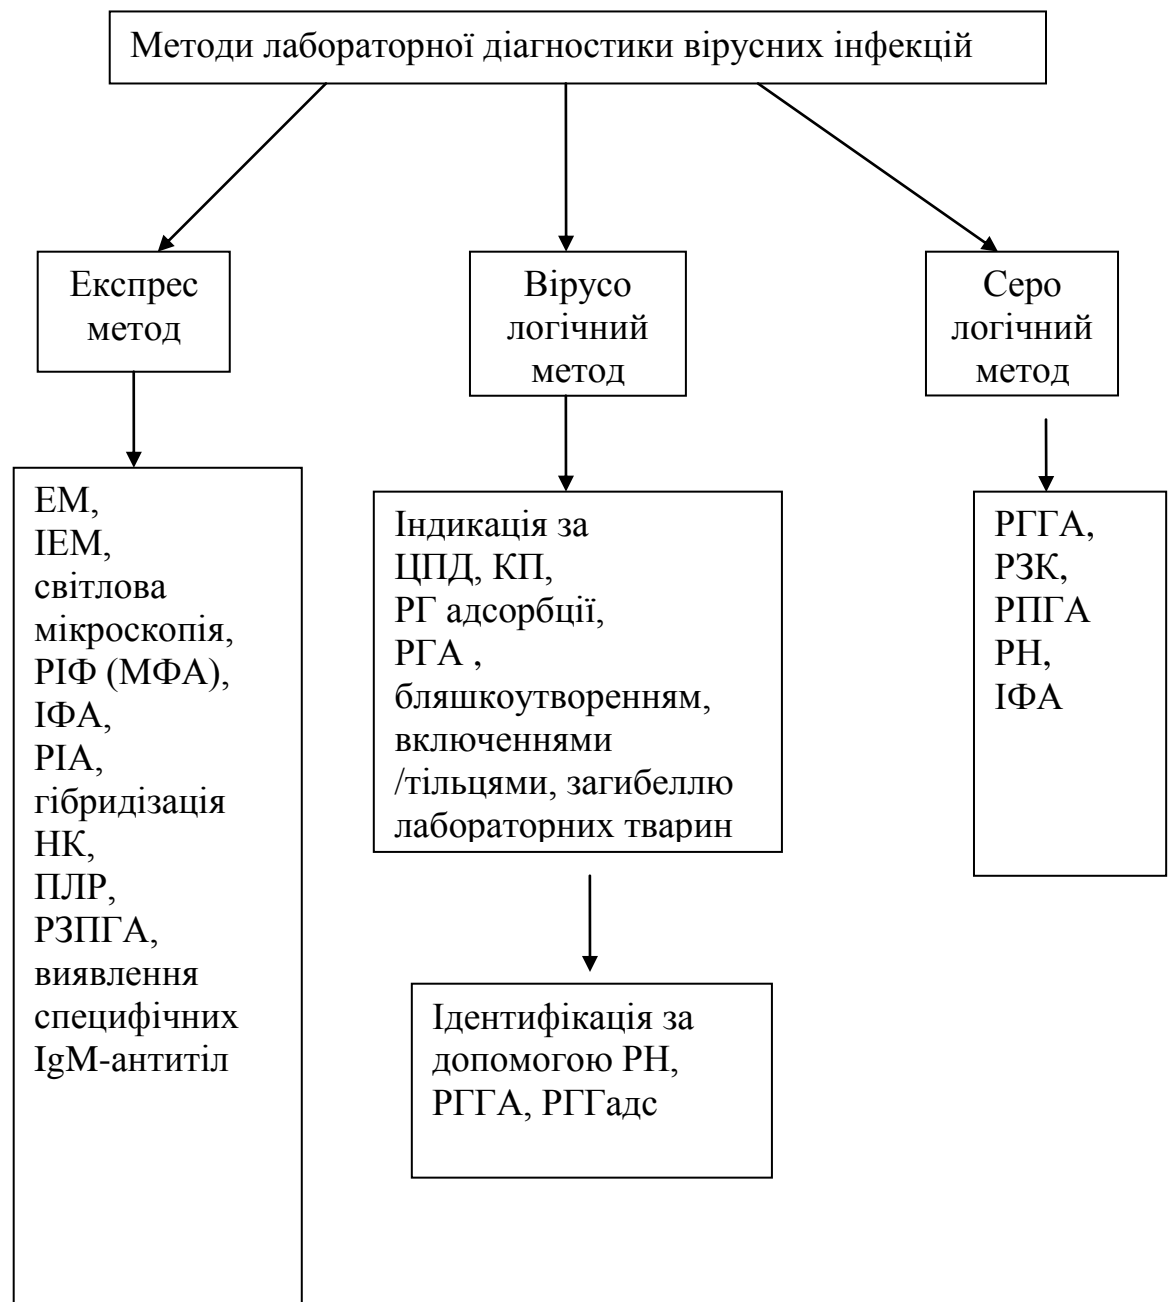 Методи лабораторної діагностики вірусних інфекцій
Експрес
метод
Вірусо
логічний
метод
Серо
логічний
метод
ЕМ,
ІЕМ,
світлова
мікроскопія,
РІФ (МФА),
ІФА,
РІА,
гібридізація
НК,
ПЛР,
РЗПГА,
виявлення
специфічних
IgM-антитіл
Індикація за
ЦПД, КП,
РГ адсорбції,
РГА ,
бляшкоутворенням,
включеннями
/тільцями, загибеллю
лабораторних тварин
Ідентифікація за
допомогою РН,
РГГА, РГГадс
РГГА,
РЗК,
РПГА
РН,
ІФА